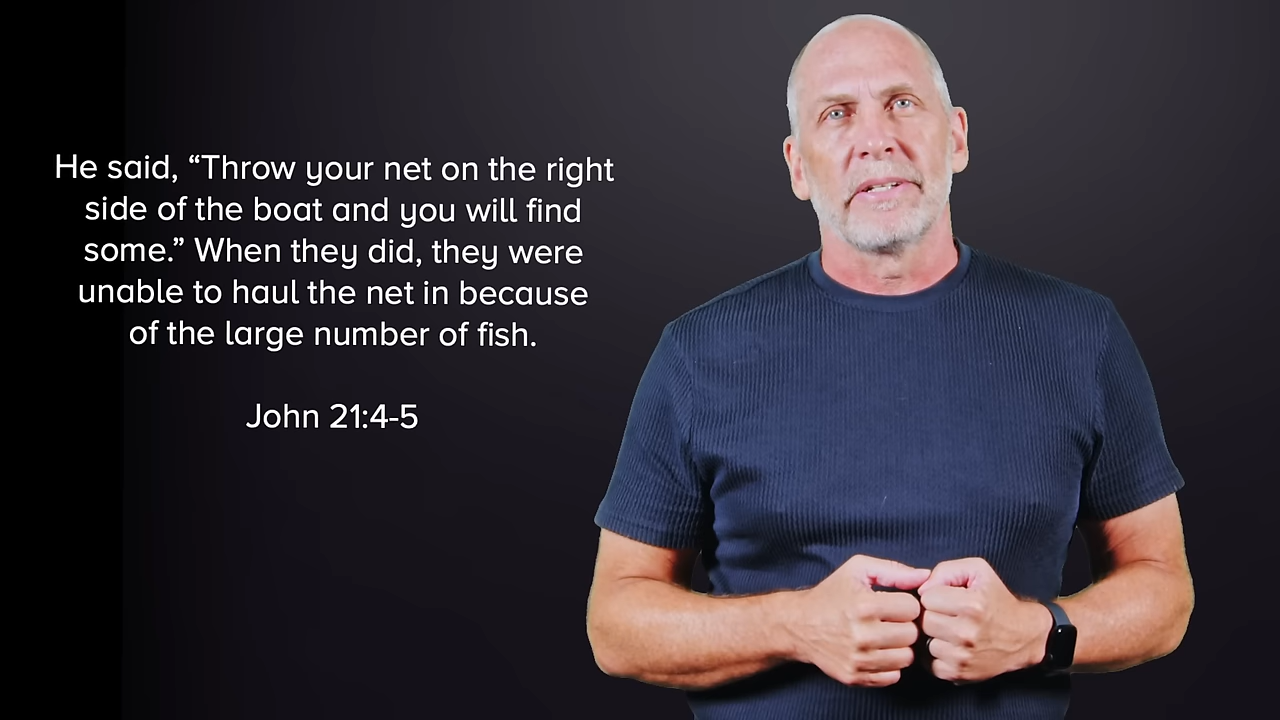 He said, “Throw your net on the right
side of the boat and you will find
some.” When they did, they were
unable to haul the net in because
of the large number of fish.
John 21:4-5